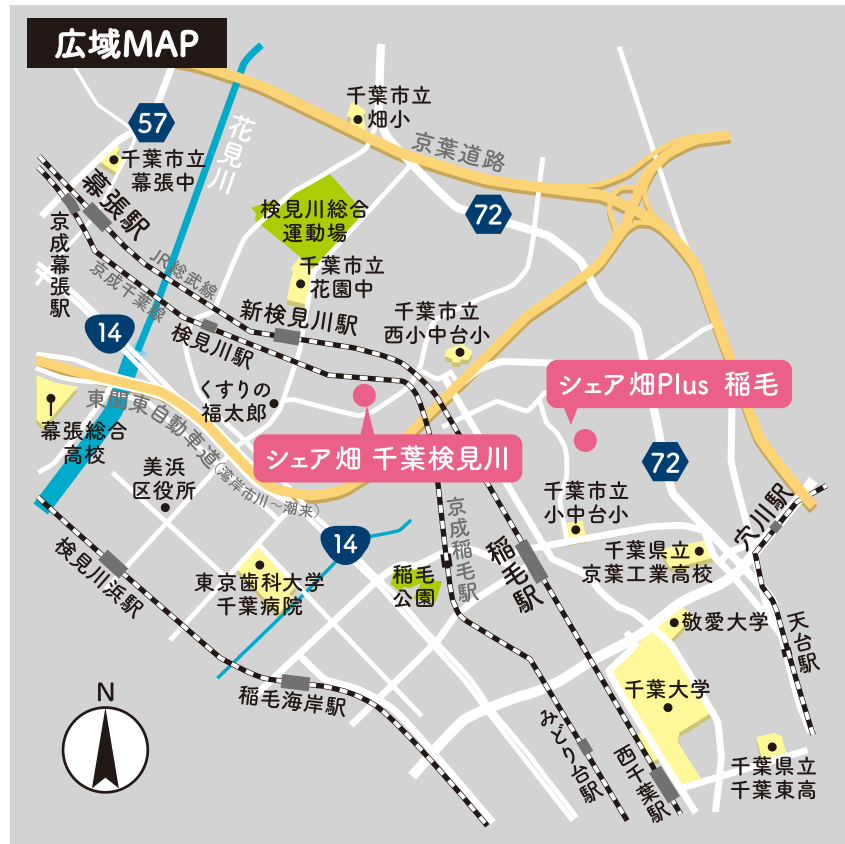 広域MAP
千葉市立
畑小
57
花見川
京葉道路
千葉市立
幕張中
幕張駅
検見川総合
運動場
72
京成幕張駅
JR総武線
京成千葉線
千葉市立
花園中
新検見川駅
千葉市立
西小中台小
14
検見川駅
シェア畑Plus 稲毛
くすりの
福太郎
東関東自動車道(湾岸市川〜潮来)
幕張総合
高校
シェア畑 千葉検見川
美浜
区役所
72
千葉市立
小中台小
京成稲毛駅
14
稲毛駅
穴川駅
千葉県立
京葉工業高校
検見川浜駅
東京歯科大学
千葉病院
稲毛
公園
敬愛大学
天台駅
千葉大学
N
稲毛海岸駅
みどり台駅
西千葉駅
千葉県立
千葉東高